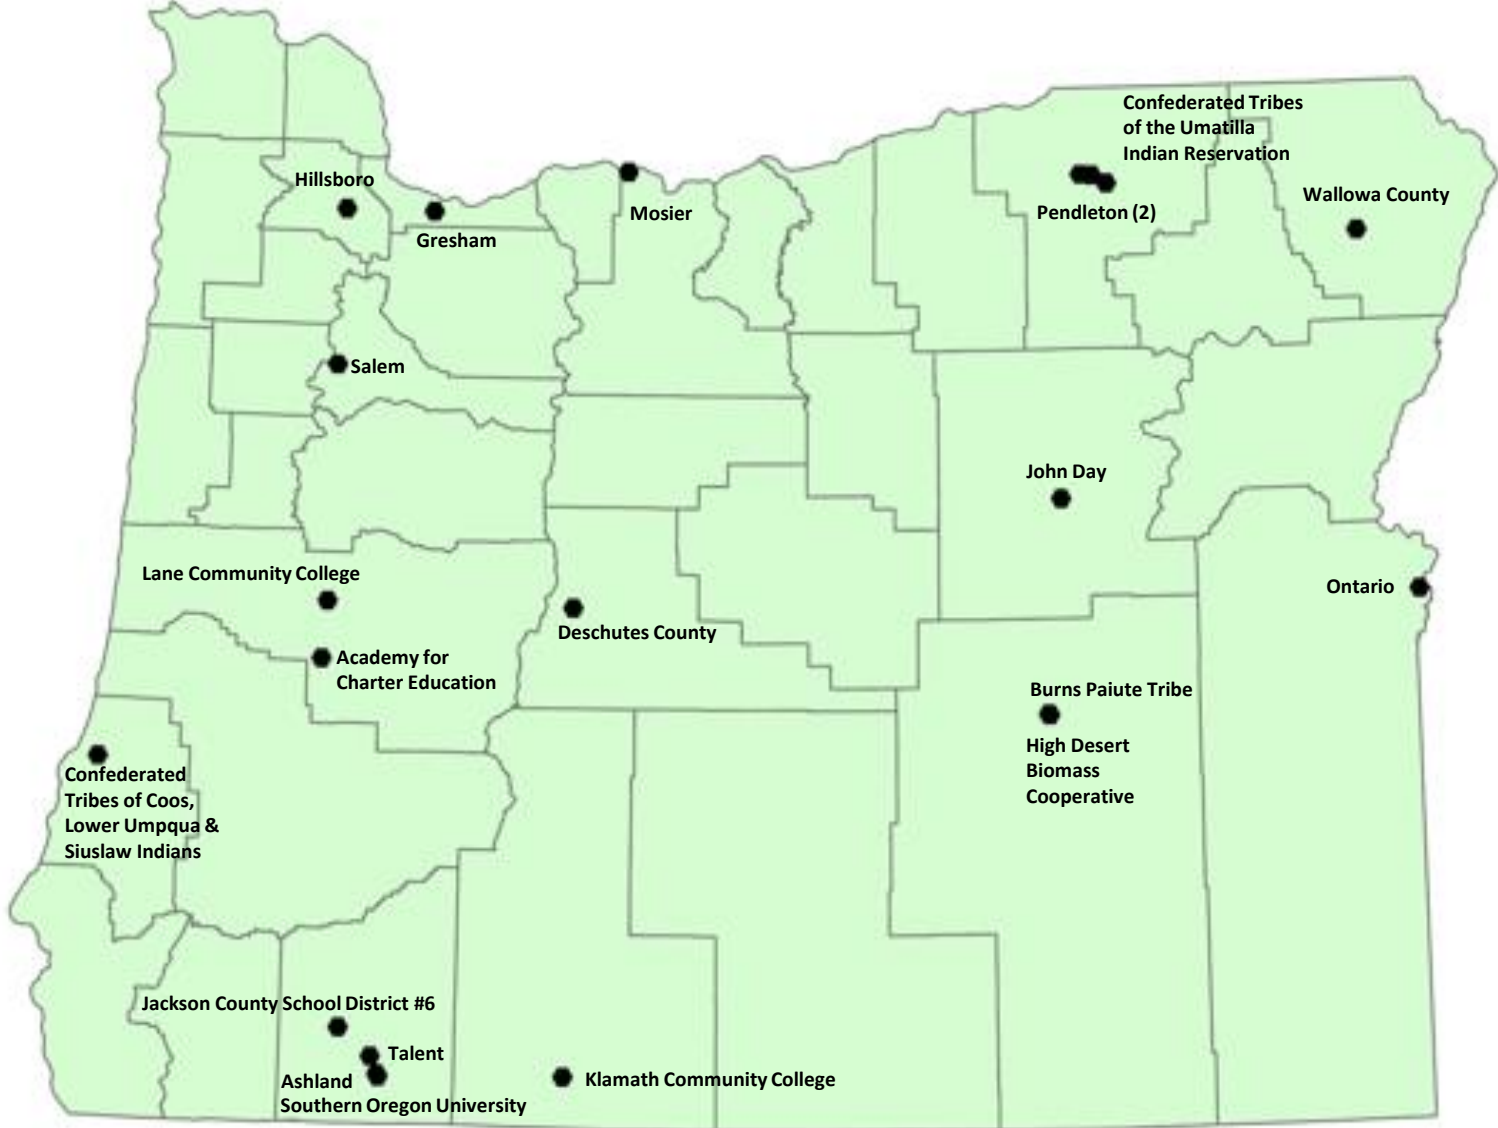 Confederated Tribes
of the Umatilla
Indian Reservation
Hillsboro
Wallowa County
Mosier
Pendleton (2)
Gresham
Salem
John Day
Lane Community College
Ontario
Deschutes County
Academy for
Charter Education
Burns Paiute Tribe
High Desert
Biomass
Cooperative
Confederated
Tribes of Coos,
Lower Umpqua &
Siuslaw Indians
Jackson County School District #6
Talent
Ashland
Southern Oregon University
Klamath Community College